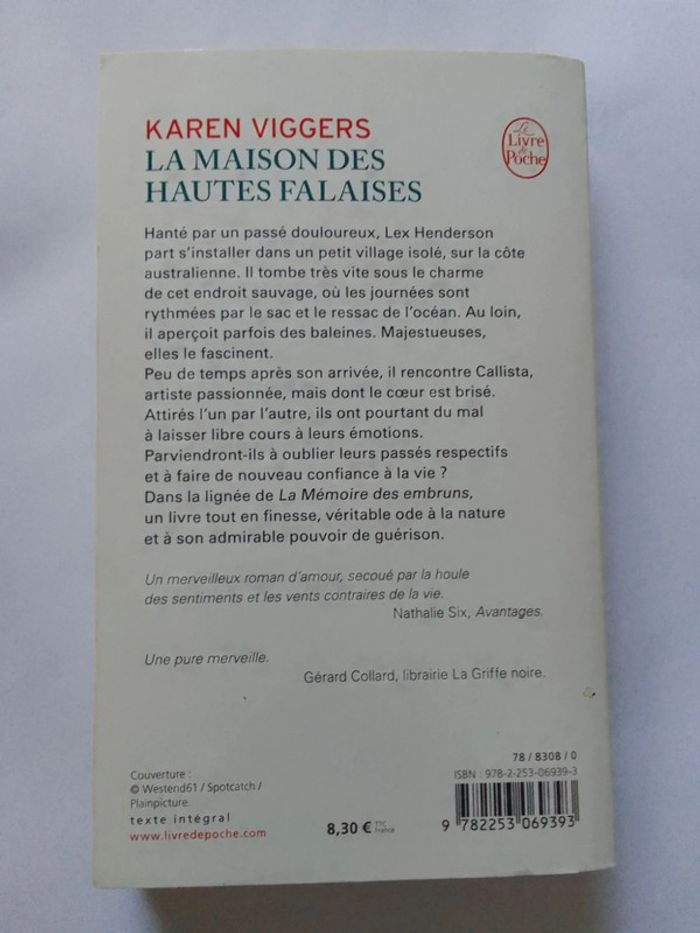 KAREN VIGGERS
LA MAISON DES
HAUTES FALAISES
Le
Livre
de
Poche
Hanté par un passé douloureux, Lex Henderson
part s'installer dans un petit village isolé, sur la côte
australienne. Il tombe très vite sous le charme
de cet endroit sauvage, où les journées sont
rythmées par le sac et le ressac de l'océan. Au loin,
il aperçoit parfois des baleines. Majestueuses,
elles le fascinent.
Peu de temps après son arrivée, il rencontre Callista,
artiste passionnée, mais dont le cœur est brisé.
Attirés l'un par l'autre, ils ont pourtant du mal
à laisser libre cours à leurs émotions.
Parviendront-ils à oublier leurs passés respectifs
et à faire de nouveau confiance à la vie ?
Dans la lignée de La Mémoire des embruns,
un livre tout en finesse, véritable ode à la nature
et à son admirable pouvoir de guérison.
Un merveilleux roman d'amour, secoué par la houle
des sentiments et les vents contraires de la vie.
Nathalie Six, Avantages.
Une pure merveille.
Gérard Collard, librairie La Griffe noire.
Couverture :
© Westend61 / Spotcatch /
Plainpicture.
texte intégral
www.livredepoche.com
8,30 € TTC
France
78 / 8308 / 0
ISBN : 978-2-253-06939-3
9 782253 069393